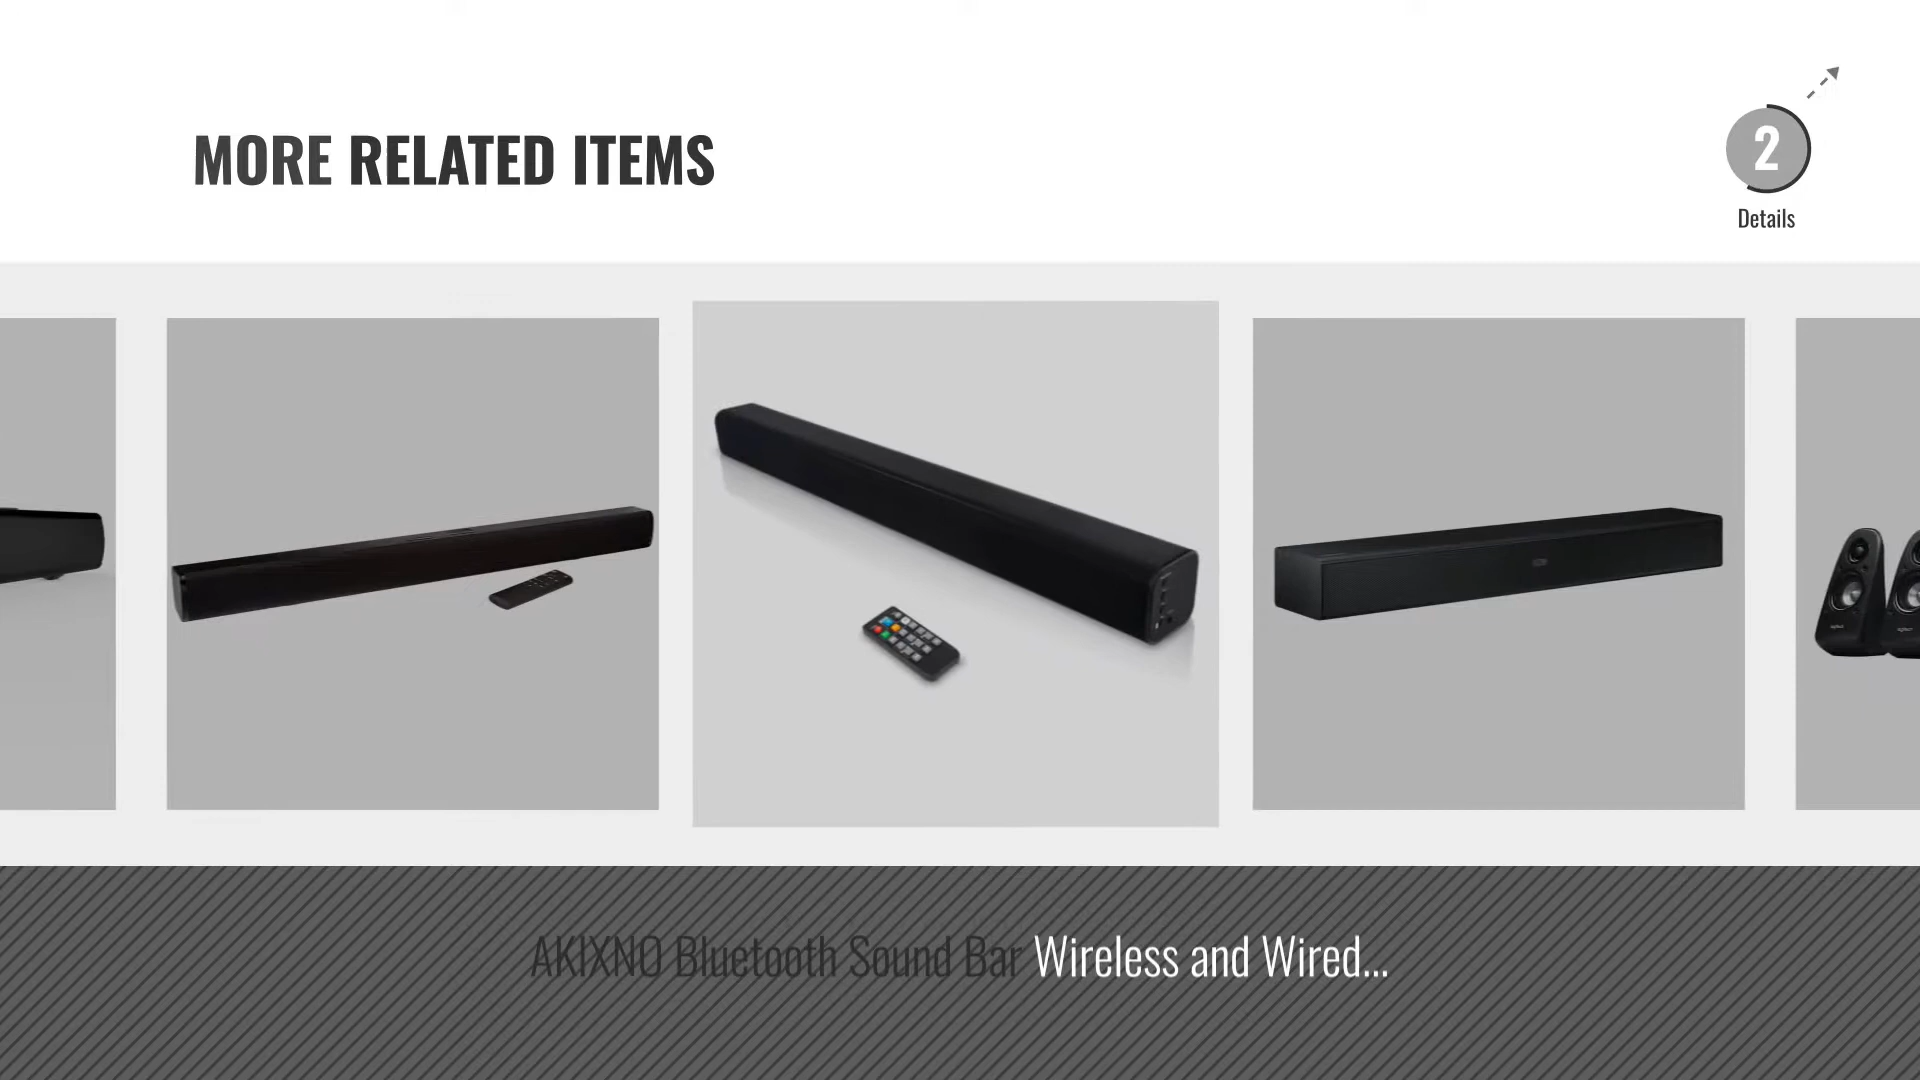 MORE RELATED ITEMS
2
Details
AKIXNO Bluetooth Sound Bar Wireless and Wired...